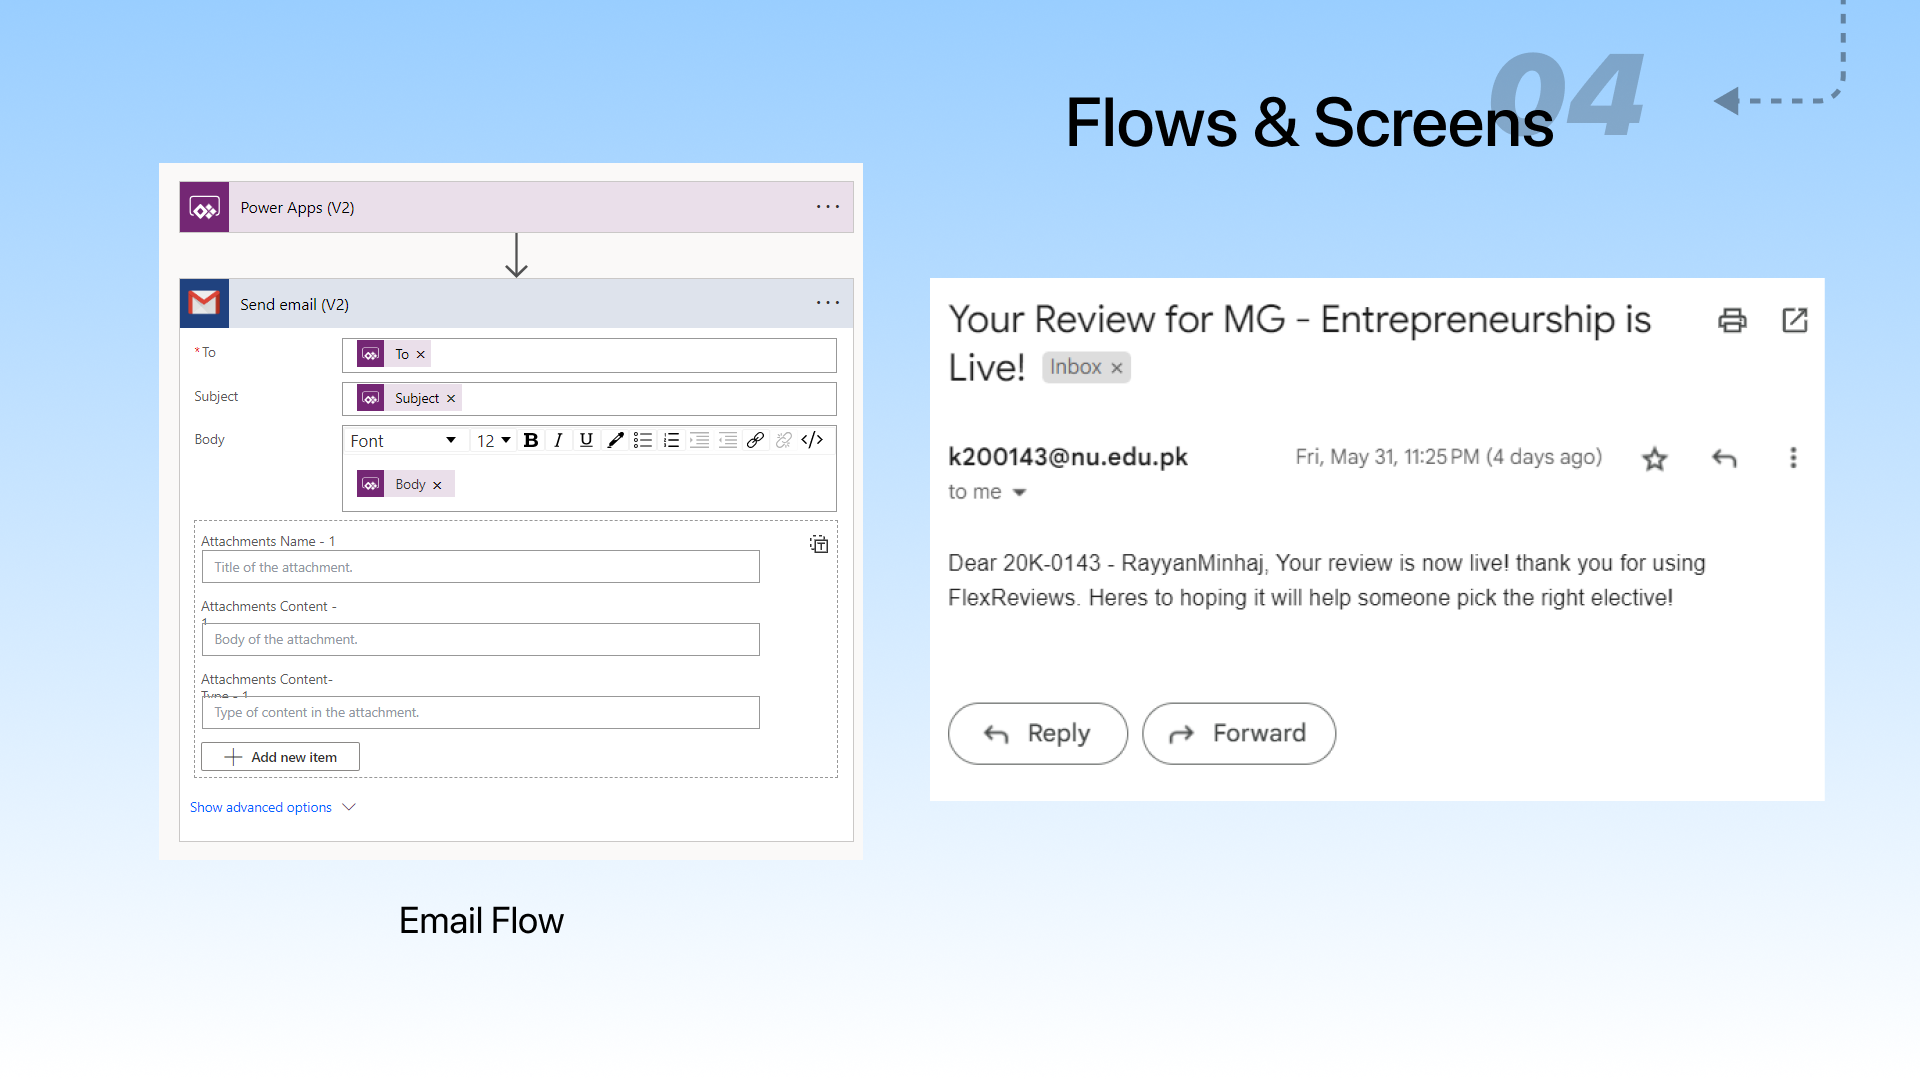 04
Flows & Screens
Power Apps (V2)
Send email (V2)
* To
To ×
Subject
Subject ×
Body
Font
12
B I U </>
Body ×
Attachments Name - 1
Title of the attachment.
Attachments Content -
1
Body of the attachment.
Attachments Content-
Type - 1
Type of content in the attachment.
Add new item
Show advanced options
Email Flow
Your Review for MG - Entrepreneurship is
Live! Inbox ×
k200143@nu.edu.pk
Fri, May 31, 11:25 PM (4 days ago)
to me
Dear 20K-0143 - RayyanMinhaj, Your review is now live! thank you for using
FlexReviews. Heres to hoping it will help someone pick the right elective!
Reply
Forward